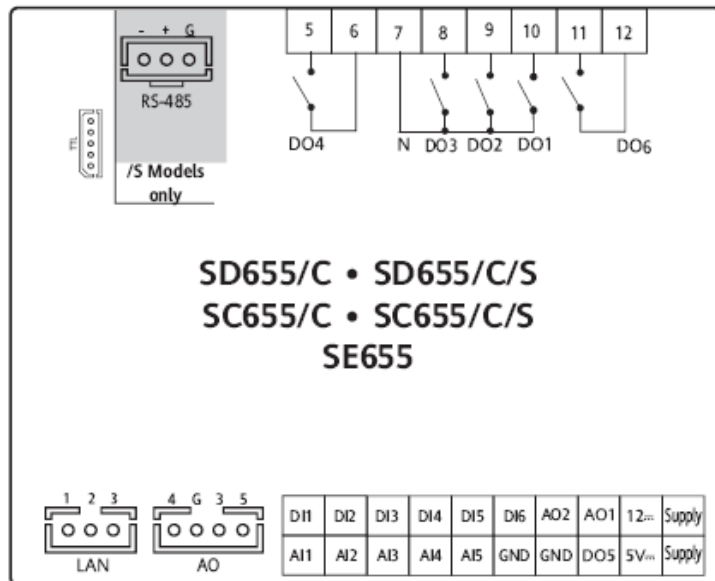 - + G
RS-485
TTL
/S Models
only
5 6 7 8 9 10 11 12
DO4 N DO3 DO2 DO1 DO6
SD655/C • SD655/C/S
SC655/C • SC655/C/S
SE655
1 2 3
LAN
4 G 3 5
AO
DI1 DI2 DI3 DI4 DI5 DI6 AO2 AO1 12⎓ Supply
AI1 AI2 AI3 AI4 AI5 GND GND DO5 5V⎓ Supply